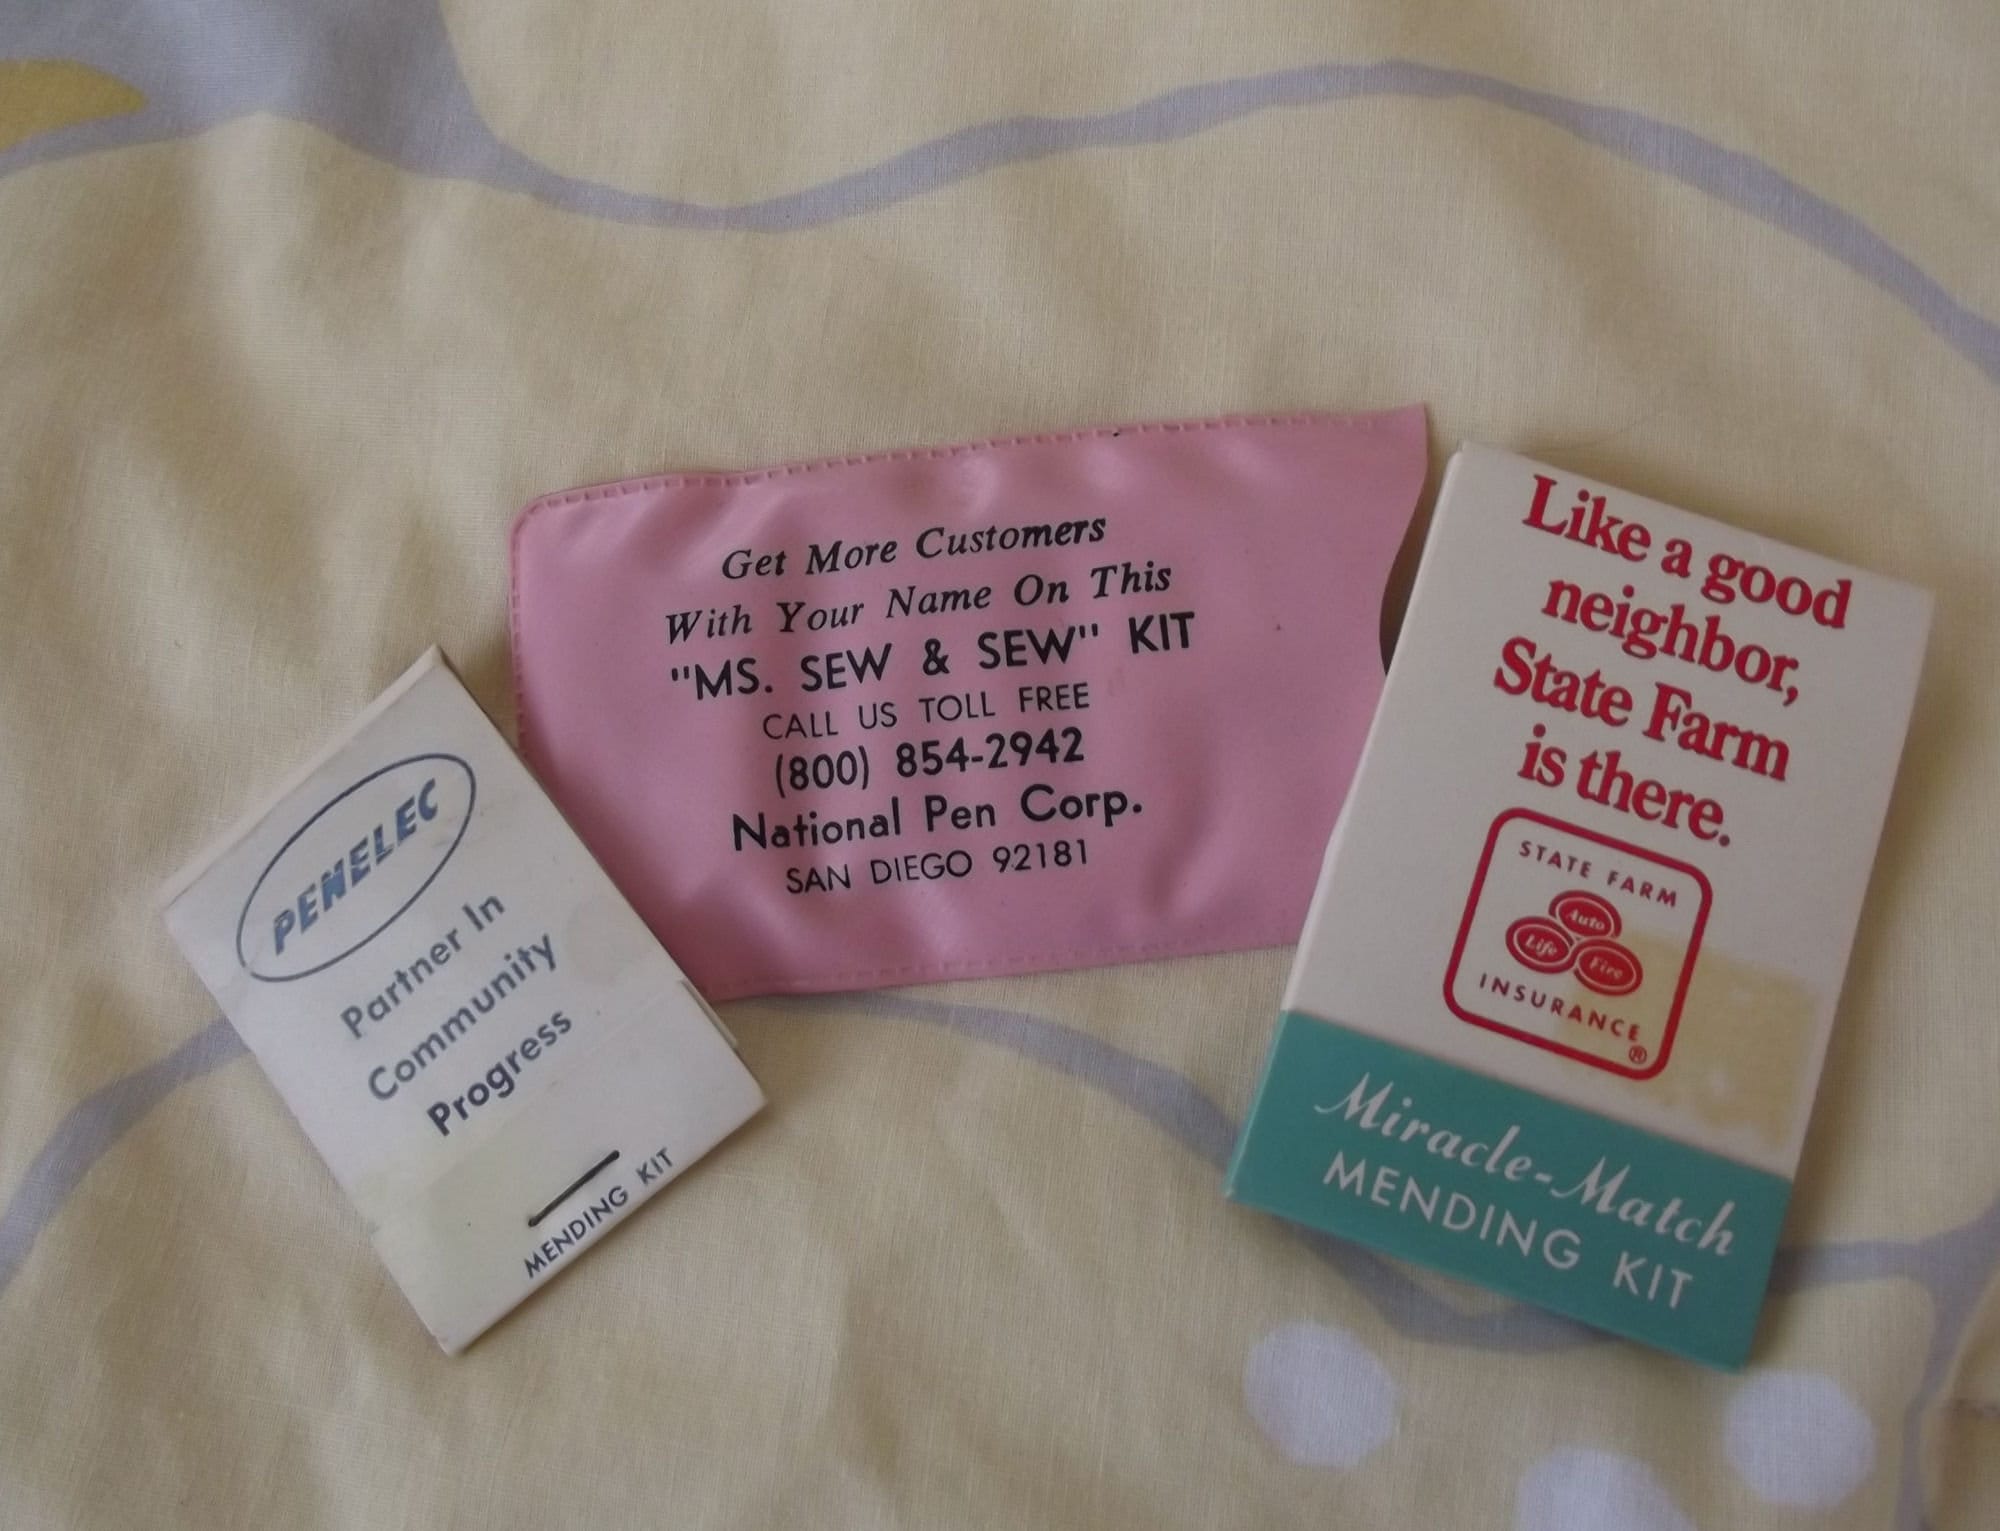 PENELEC
Partner In
Community
Progress
MENDING KIT
Get More Customers
With Your Name On This
"MS. SEW & SEW" KIT
CALL US TOLL FREE
(800) 854-2942
National Pen Corp.
SAN DIEGO 92181
Like a good
neighbor,
State Farm
is there.
STATE FARM
Auto
Life Fire
INSURANCE
®
Miracle-Match
MENDING KIT